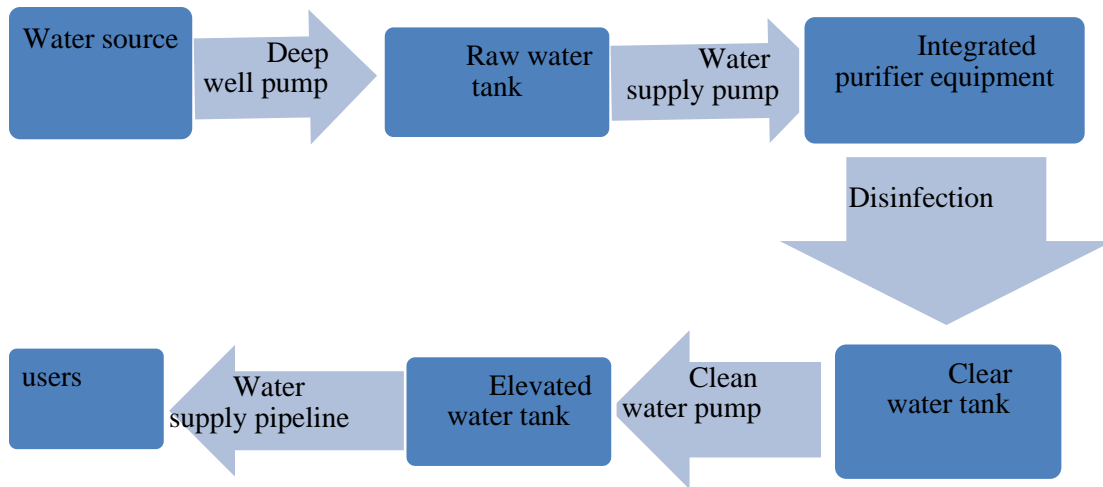 Water source
Deep
well pump
Raw water
tank
Water
supply pump
Integrated
purifier equipment
Disinfection
Clear
water tank
Clean
water pump
Elevated
water tank
Water
supply pipeline
users